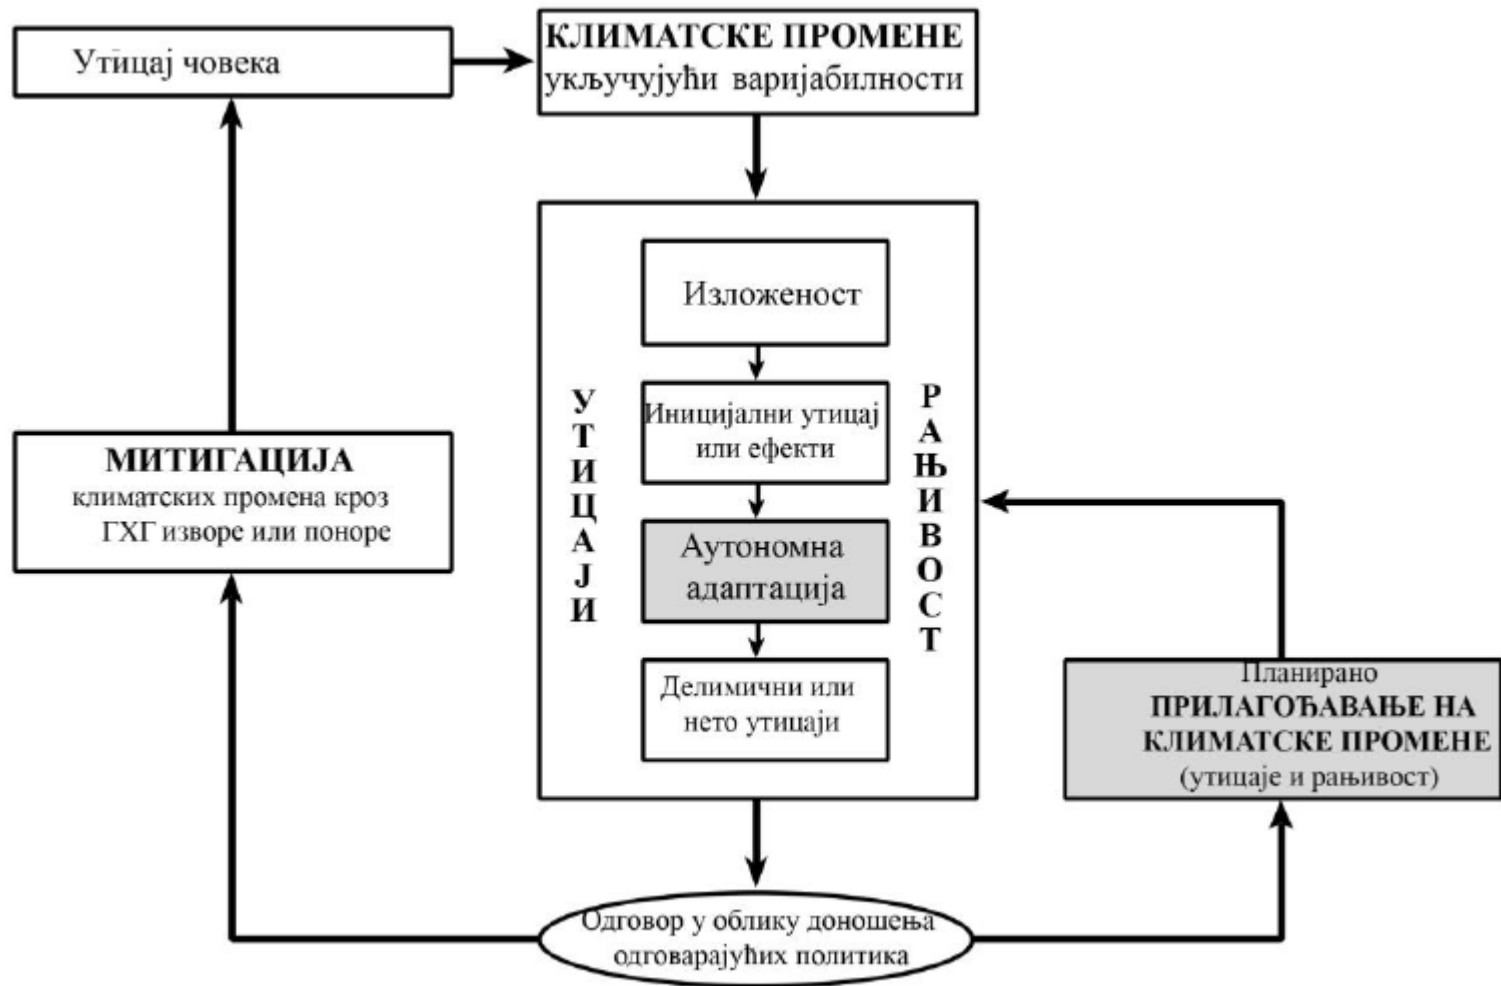 Утицај човека
КЛИМАТСКЕ ПРОМЕНЕ
укључујући варијабилности
Изложеност
Иницијални утицај
или ефекти
Аутономна
адаптација
Делимични или
нето утицаји
УТИЦАЈИ
РАЊИВОСТ
МИТИГАЦИЈА
климатских промена кроз
ГХГ изворе или поноре
Планирано
ПРИЛАГОЂАВАЊЕ НА
КЛИМАТСКЕ ПРОМЕНЕ
(утицаје и рањивост)
Одговор у облику доношења
одговарајућих политика